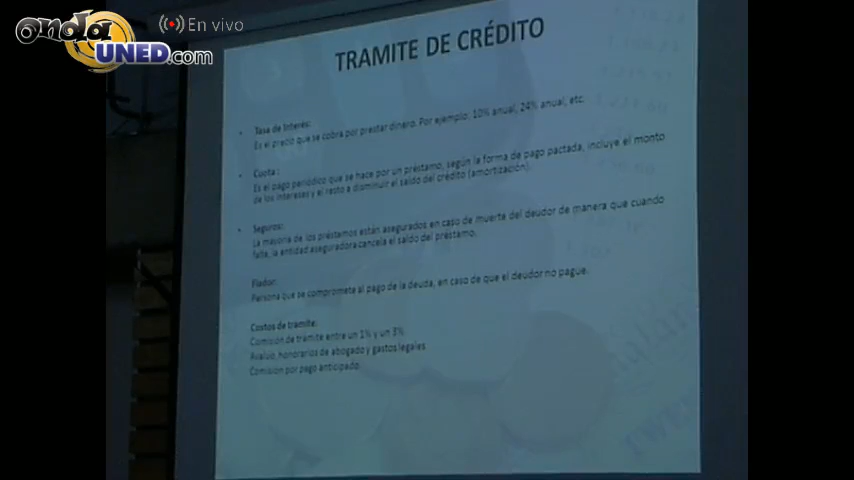 onda UNED.com
En vivo
TRAMITE DE CRÉDITO
• Tasa de Interés:
Es el precio que se cobra por prestar dinero. Por ejemplo: 10% anual, 24% anual, etc.
• Cuota :
Es el pago periódico que se hace por un préstamo, según la forma de pago pactada, incluye el monto
de los intereses y el resto a disminuir el saldo del crédito (amortización).
• Seguros:
La mayoría de los préstamos están asegurados en caso de muerte del deudor de manera que cuando
falte, la entidad aseguradora cancela el saldo del préstamo.
Fiador:
Persona que se compromete al pago de la deuda, en caso de que el deudor no pague.
Costos de tramite:
Comisión de tramite entre un 1% y un 3%
Avalúo, honorarios de abogado y gastos legales
Comisión por pago anticipado.